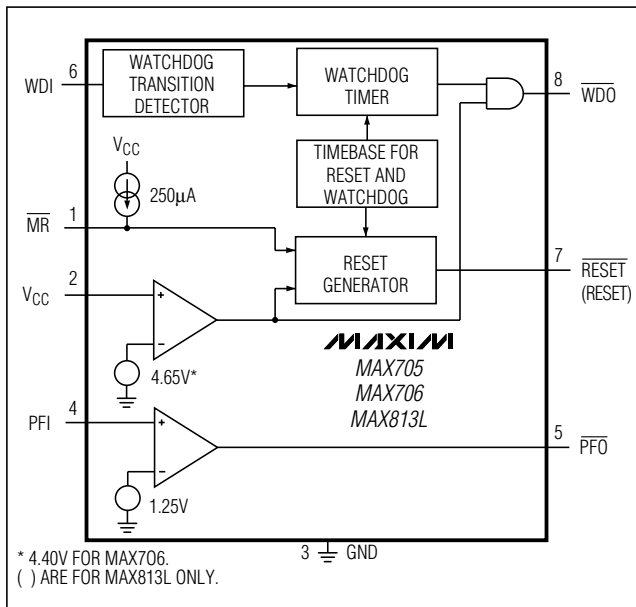 WATCHDOG
TRANSITION
DETECTOR
WATCHDOG
TIMER
6
WDI
8
WDO
TIMEBASE FOR
RESET AND
WATCHDOG
VCC
250µA
1
MR
RESET
GENERATOR
7
RESET
(RESET)
2
VCC
+
−
4.65V*
MAXIM
MAX705
MAX706
MAX813L
4
PFI
+
−
1.25V
5
PFO
3 GND
* 4.40V FOR MAX706.
( ) ARE FOR MAX813L ONLY.